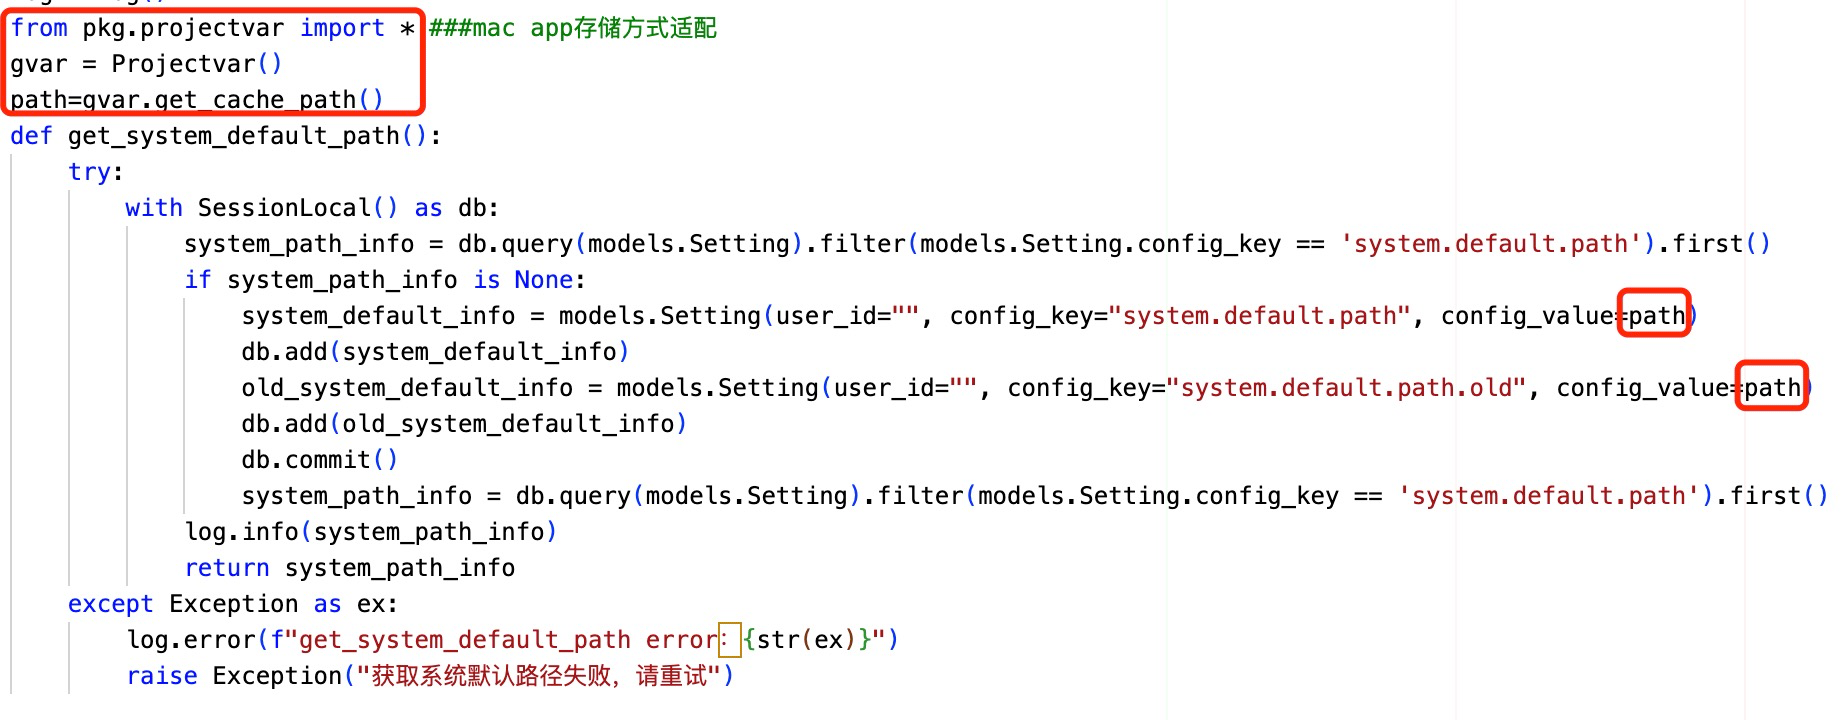 from pkg.projectvar import * ###mac app存储方式适配
gvar = Projectvar()
path=gvar.get_cache_path()
def get_system_default_path():
    try:
        with SessionLocal() as db:
            system_path_info = db.query(models.Setting).filter(models.Setting.config_key == 'system.default.path').first()
            if system_path_info is None:
                system_default_info = models.Setting(user_id="", config_key="system.default.path", config_value=path)
                db.add(system_default_info)
                old_system_default_info = models.Setting(user_id="", config_key="system.default.path.old", config_value=path)
                db.add(old_system_default_info)
                db.commit()
                system_path_info = db.query(models.Setting).filter(models.Setting.config_key == 'system.default.path').first()
            log.info(system_path_info)
            return system_path_info
    except Exception as ex:
        log.error(f"get_system_default_path error：{str(ex)}")
        raise Exception("获取系统默认路径失败，请重试")